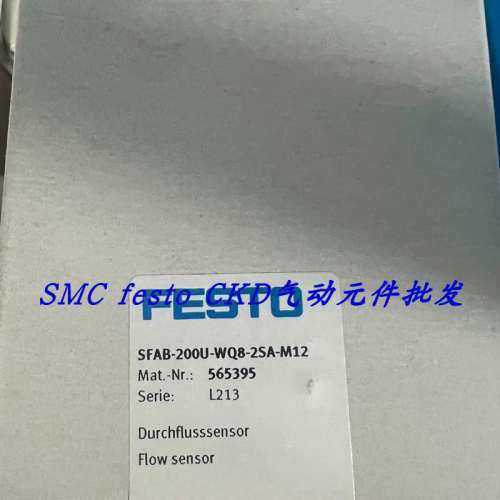 SMC festo CKD气动元件批发
FESTO
SFAB-200U-WQ8-2SA-M12
Mat.-Nr.: 565395
Serie: L213
Durchflusssensor
Flow sensor